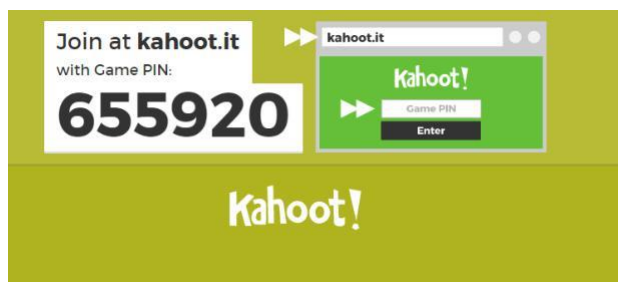 Join at kahoot.it
with Game PIN:
655920
kahoot.it
Kahoot!
Game PIN
Enter
Kahoot!